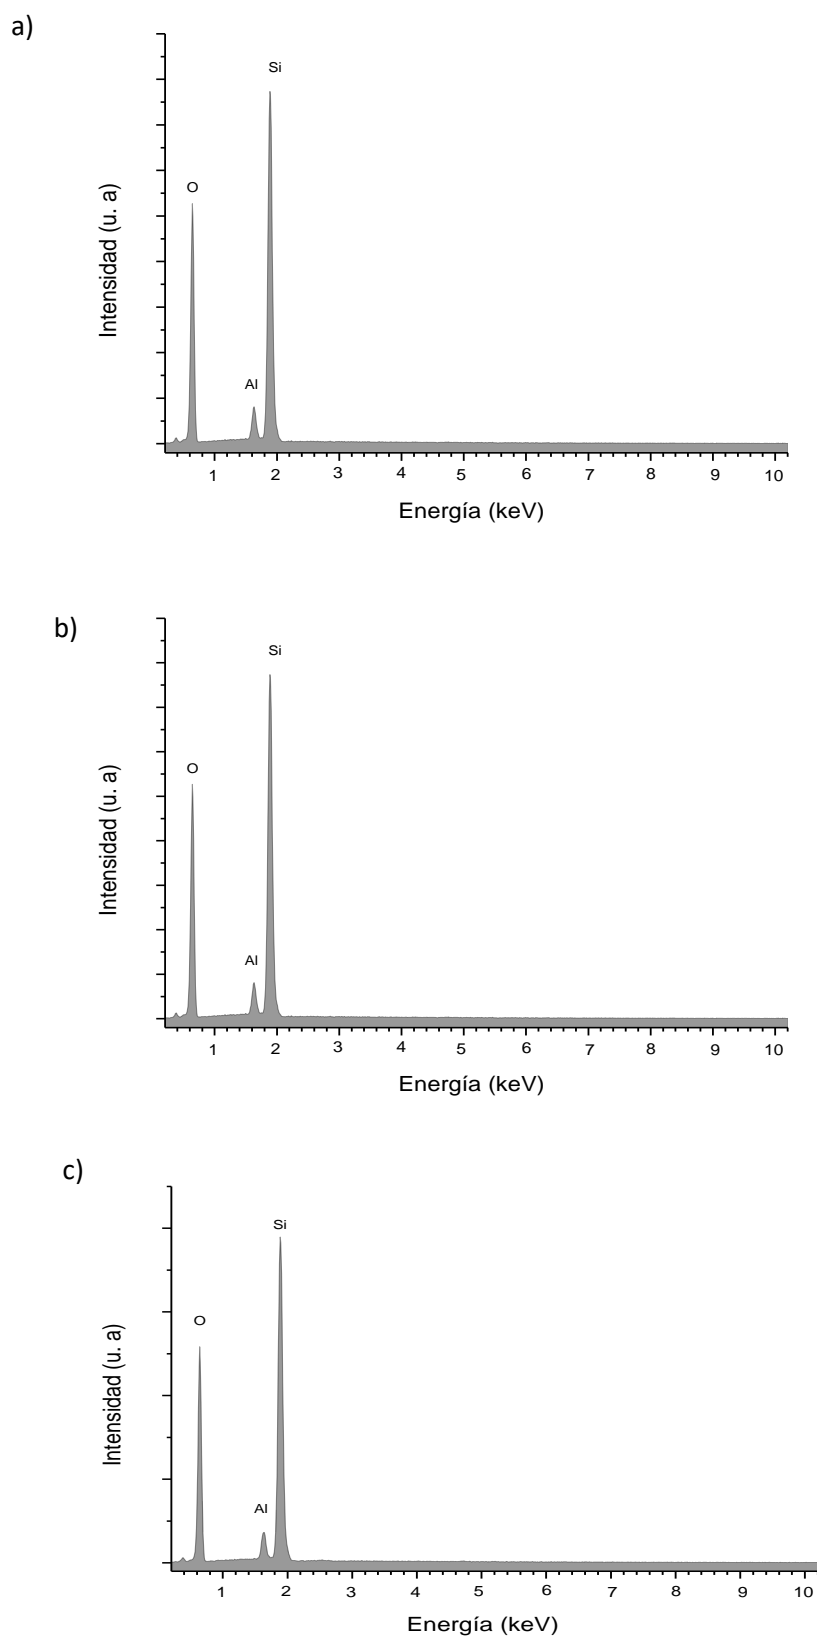 a)
Si
O
Al
Intensidad (u. a)
1 2 3 4 5 6 7 8 9 10
Energía (keV)
b)
Si
O
Al
Intensidad (u. a)
1 2 3 4 5 6 7 8 9 10
Energía (keV)
c)
Si
O
Al
Intensidad (u. a)
1 2 3 4 5 6 7 8 9 10
Energía (keV)